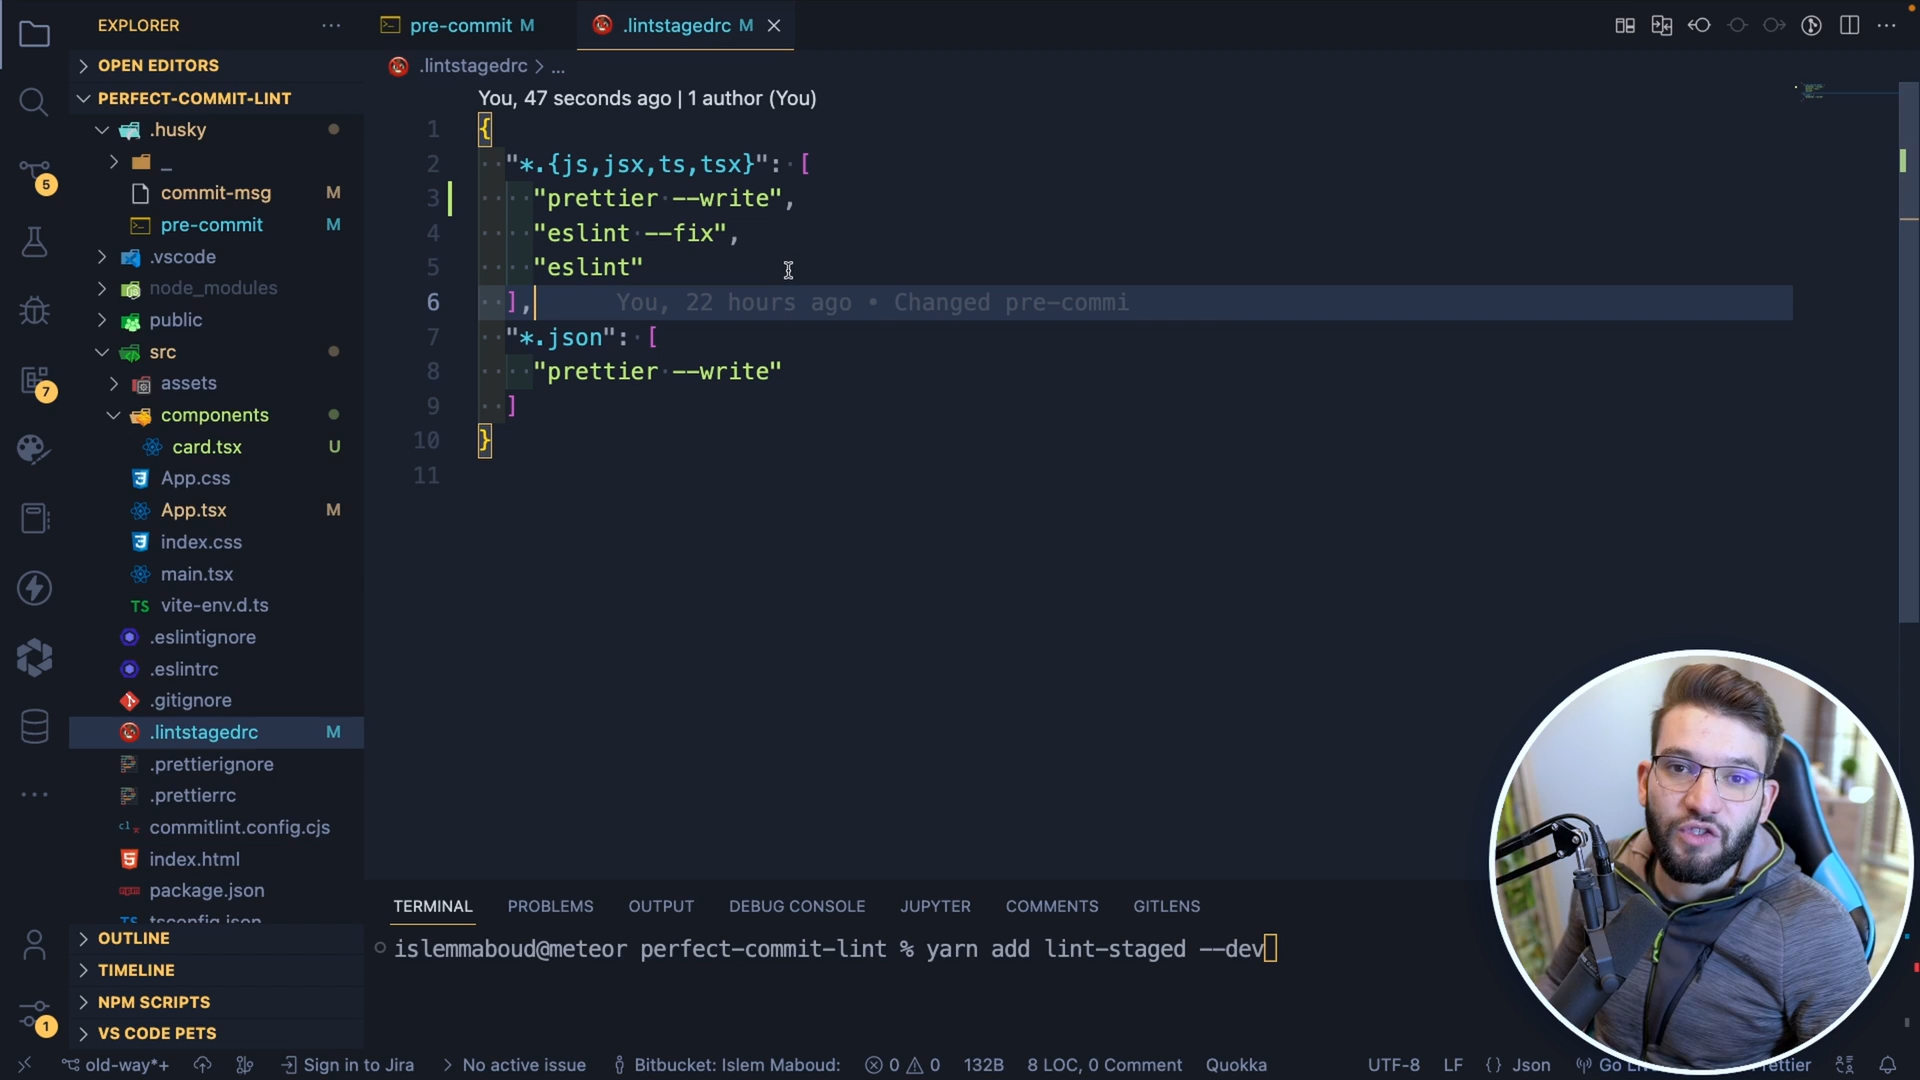 EXPLORER
OPEN EDITORS
PERFECT-COMMIT-LINT
.husky
_
commit-msg M
pre-commit M
.vscode
node_modules
public
src
assets
components
card.tsx U
App.css
App.tsx M
index.css
main.tsx
TS vite-env.d.ts
.eslintignore
.eslintrc
.gitignore
.lintstagedrc M
.prettierignore
.prettierrc
commitlint.config.cjs
index.html
package.json
tsconfig.json
OUTLINE
TIMELINE
NPM SCRIPTS
VS CODE PETS
5
7
1
pre-commit M
.lintstagedrc M
.lintstagedrc > ...
You, 47 seconds ago | 1 author (You)
1 {
2 "*.{js,jsx,ts,tsx}": [
3 "prettier --write",
4 "eslint --fix",
5 "eslint"
6 ], You, 22 hours ago • Changed pre-commi
7 "*.json": [
8 "prettier --write"
9 ]
10 }
11
TERMINAL PROBLEMS OUTPUT DEBUG CONSOLE JUPYTER COMMENTS GITLENS
islemmaboud@meteor perfect-commit-lint % yarn add lint-staged --dev
old-way*+ Sign in to Jira No active issue Bitbucket: Islem Maboud: 0 0 132B 8 LOC, 0 Comment Quokka UTF-8 LF {} Json Go